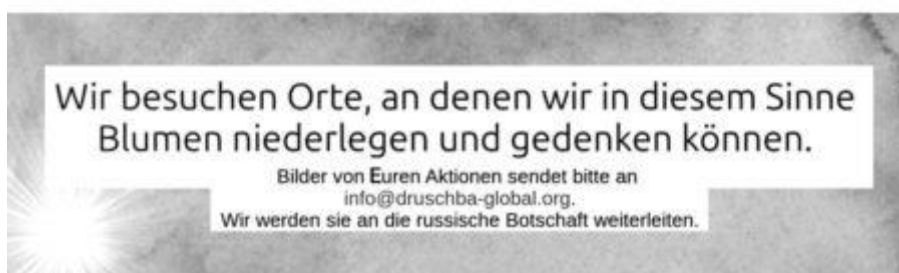 Wir besuchen Orte, an denen wir in diesem Sinne
Blumen niederlegen und gedenken können.
Bilder von Euren Aktionen sendet bitte an
info@druschba-global.org.
Wir werden sie an die russische Botschaft weiterleiten.